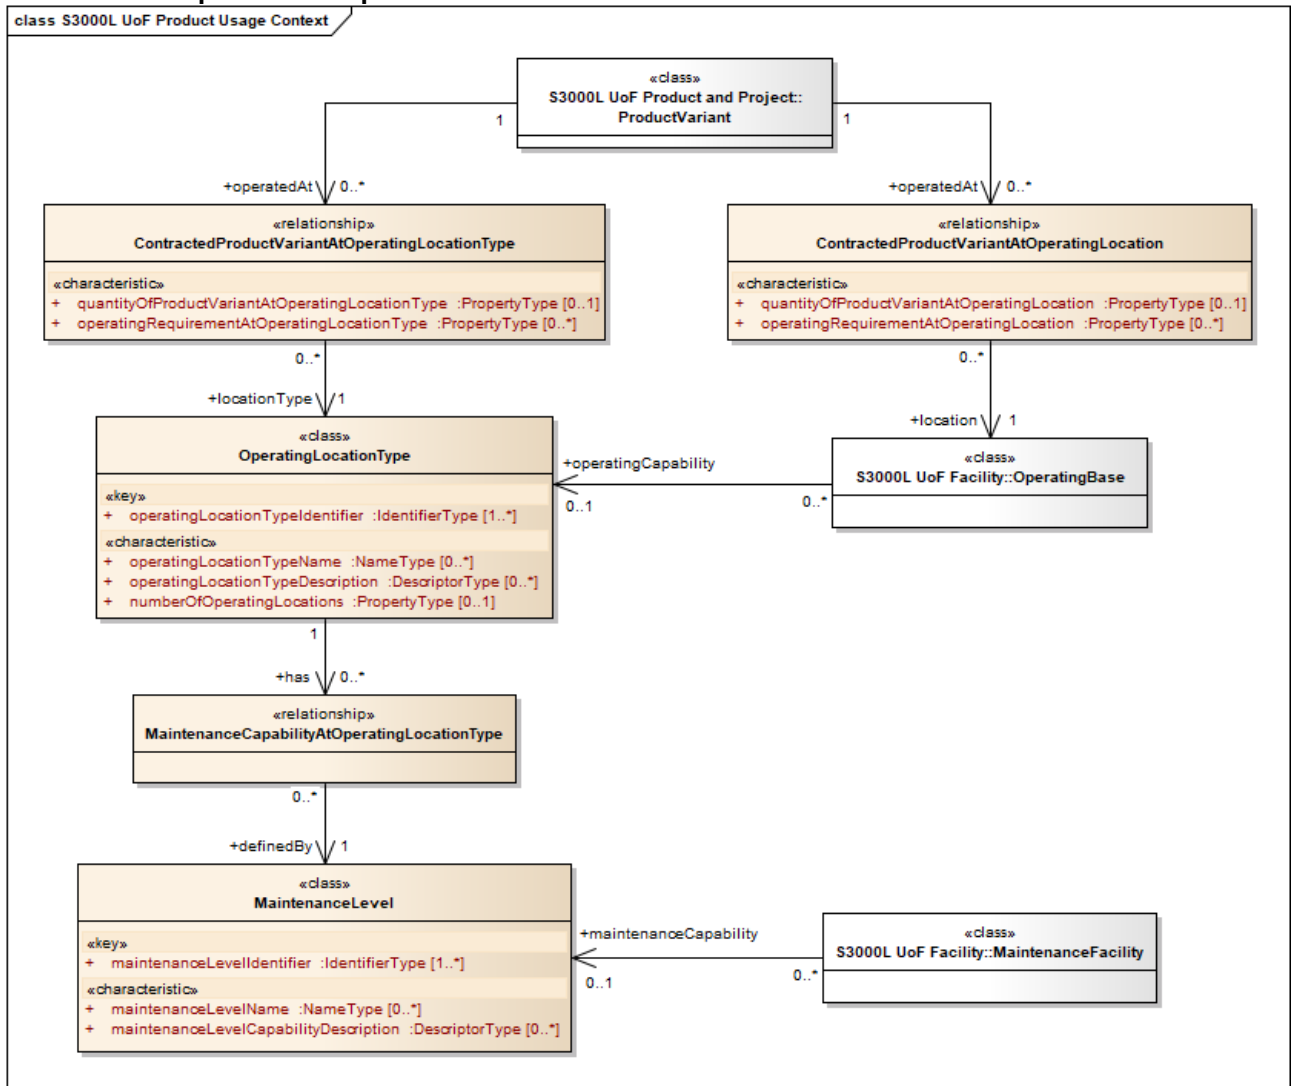 class S3000L UoF Product Usage Context
«class»
S3000L UoF Product and Project::
ProductVariant
1
1
+operatedAt
0..*
+operatedAt
0..*
«relationship»
ContractedProductVariantAtOperatingLocationType
«characteristic»
+ quantityOfProductVariantAtOperatingLocationType :PropertyType [0..1]
+ operatingRequirementAtOperatingLocationType :PropertyType [0..*]
«relationship»
ContractedProductVariantAtOperatingLocation
«characteristic»
+ quantityOfProductVariantAtOperatingLocation :PropertyType [0..1]
+ operatingRequirementAtOperatingLocation :PropertyType [0..*]
0..*
0..*
+locationType
1
+location
1
«class»
OperatingLocationType
«key»
+ operatingLocationTypeIdentifier :IdentifierType [1..*]
«characteristic»
+ operatingLocationTypeName :NameType [0..*]
+ operatingLocationTypeDescription :DescriptorType [0..*]
+ numberOfOperatingLocations :PropertyType [0..1]
+operatingCapability
0..1
0..*
«class»
S3000L UoF Facility::OperatingBase
1
+has
0..*
«relationship»
MaintenanceCapabilityAtOperatingLocationType
0..*
+definedBy
1
«class»
MaintenanceLevel
«key»
+ maintenanceLevelIdentifier :IdentifierType [1..*]
«characteristic»
+ maintenanceLevelName :NameType [0..*]
+ maintenanceLevelCapabilityDescription :DescriptorType [0..*]
+maintenanceCapability
0..1
0..*
«class»
S3000L UoF Facility::MaintenanceFacility